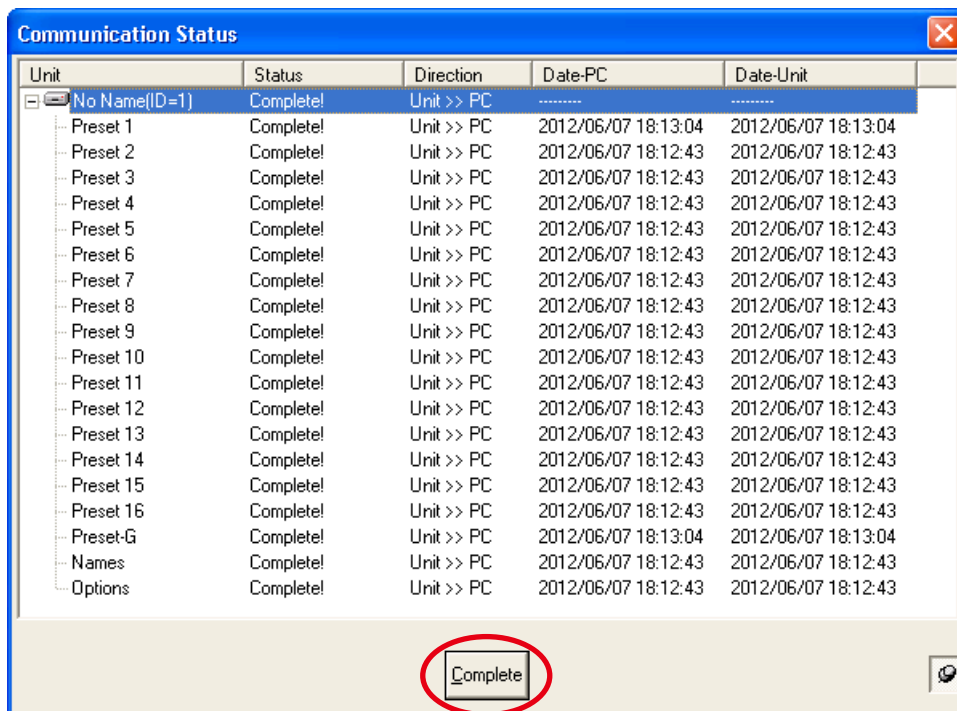 Communication Status
Unit Status Direction Date-PC Date-Unit
No Name(ID=1) Complete! Unit >> PC --------- ---------
Preset 1 Complete! Unit >> PC 2012/06/07 18:13:04 2012/06/07 18:13:04
Preset 2 Complete! Unit >> PC 2012/06/07 18:12:43 2012/06/07 18:12:43
Preset 3 Complete! Unit >> PC 2012/06/07 18:12:43 2012/06/07 18:12:43
Preset 4 Complete! Unit >> PC 2012/06/07 18:12:43 2012/06/07 18:12:43
Preset 5 Complete! Unit >> PC 2012/06/07 18:12:43 2012/06/07 18:12:43
Preset 6 Complete! Unit >> PC 2012/06/07 18:12:43 2012/06/07 18:12:43
Preset 7 Complete! Unit >> PC 2012/06/07 18:12:43 2012/06/07 18:12:43
Preset 8 Complete! Unit >> PC 2012/06/07 18:12:43 2012/06/07 18:12:43
Preset 9 Complete! Unit >> PC 2012/06/07 18:12:43 2012/06/07 18:12:43
Preset 10 Complete! Unit >> PC 2012/06/07 18:12:43 2012/06/07 18:12:43
Preset 11 Complete! Unit >> PC 2012/06/07 18:12:43 2012/06/07 18:12:43
Preset 12 Complete! Unit >> PC 2012/06/07 18:12:43 2012/06/07 18:12:43
Preset 13 Complete! Unit >> PC 2012/06/07 18:12:43 2012/06/07 18:12:43
Preset 14 Complete! Unit >> PC 2012/06/07 18:12:43 2012/06/07 18:12:43
Preset 15 Complete! Unit >> PC 2012/06/07 18:12:43 2012/06/07 18:12:43
Preset 16 Complete! Unit >> PC 2012/06/07 18:12:43 2012/06/07 18:12:43
Preset-G Complete! Unit >> PC 2012/06/07 18:13:04 2012/06/07 18:13:04
Names Complete! Unit >> PC 2012/06/07 18:12:43 2012/06/07 18:12:43
Options Complete! Unit >> PC 2012/06/07 18:12:43 2012/06/07 18:12:43
Complete